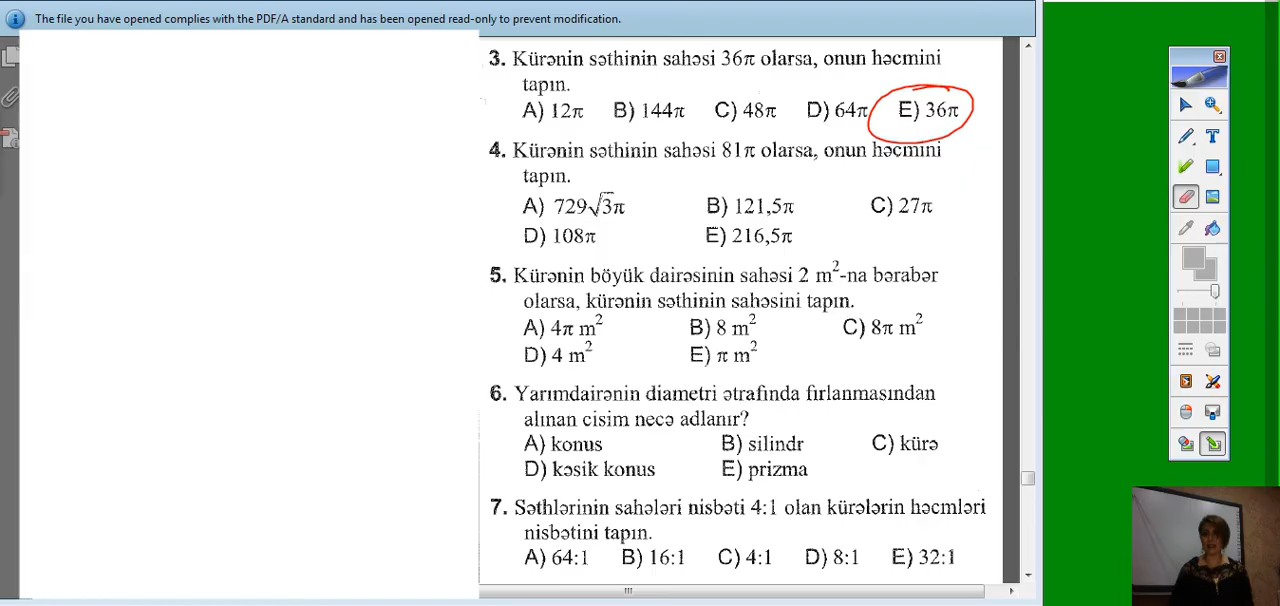 The file you have opened complies with the PDF/A standard and has been opened read-only to prevent modification.
3. Kürənin səthinin sahəsi 36π olarsa, onun həcmini
tapın.
A) 12π B) 144π C) 48π D) 64π E) 36π
4. Kürənin səthinin sahəsi 81π olarsa, onun həcmini
tapın.
A) 729√3π B) 121,5π C) 27π
D) 108π E) 216,5π
5. Kürənin böyük dairəsinin sahəsi 2 m²-na bərabər
olarsa, kürənin səthinin sahəsini tapın.
A) 4π m² B) 8 m² C) 8π m²
D) 4 m² E) π m²
6. Yarımdairənin diametri ətrafında fırlanmasından
alınan cisim necə adlanır?
A) konus B) silindr C) kürə
D) kəsik konus E) prizma
7. Səthlərinin sahələri nisbəti 4:1 olan kürələrin həcmləri
nisbətini tapın.
A) 64:1 B) 16:1 C) 4:1 D) 8:1 E) 32:1